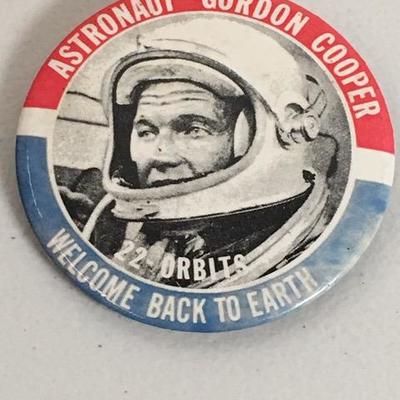 ASTRONAUT GORDON COOPER
22 ORBITS
WELCOME BACK TO EARTH